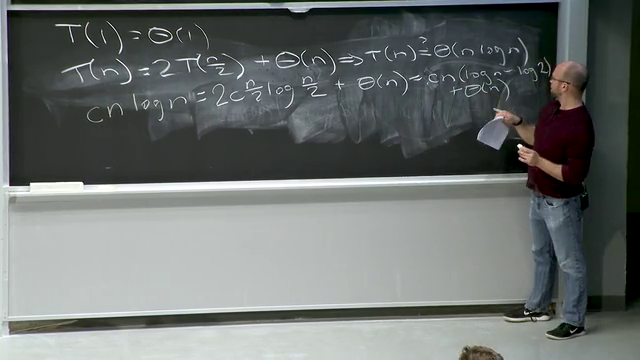 T(1) = Θ(1)
T(n) = 2T(n/2) + Θ(n) ⇒ T(n) ≟ Θ(n log n)
cn log n = 2c n/2 log n/2 + Θ(n) = cn(log n - log 2)
+ Θ(n)